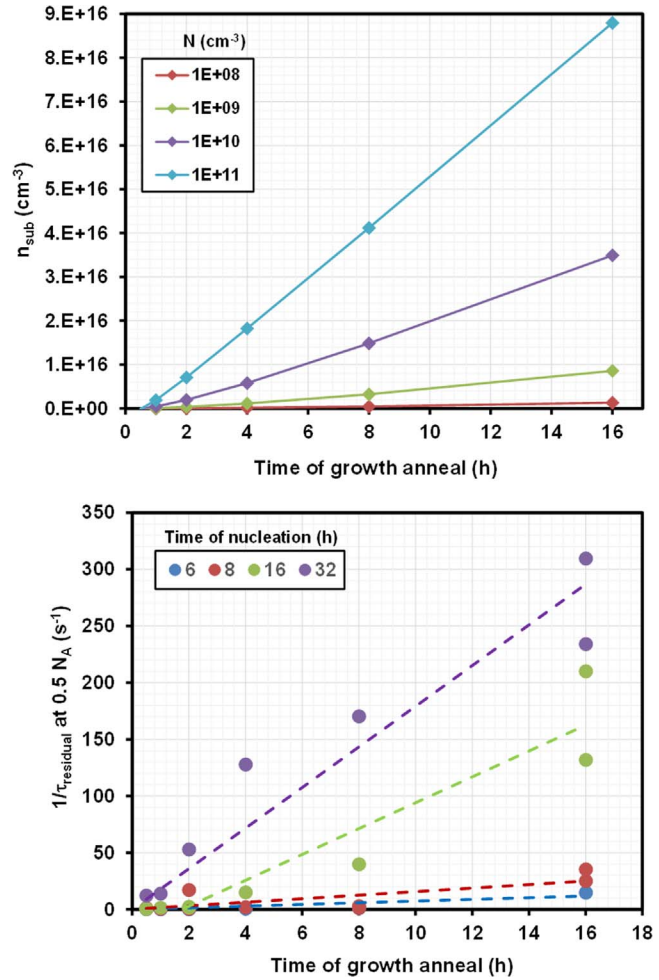 9.E+16
8.E+16
7.E+16
6.E+16
5.E+16
4.E+16
3.E+16
2.E+16
1.E+16
0.E+00
n_sub (cm⁻³)
N (cm⁻³)
1E+08
1E+09
1E+10
1E+11
0 2 4 6 8 10 12 14 16
Time of growth anneal (h)
350
300
250
200
150
100
50
0
1/τ_residual at 0.5 N_A (s⁻¹)
Time of nucleation (h)
6 8 16 32
0 2 4 6 8 10 12 14 16 18
Time of growth anneal (h)